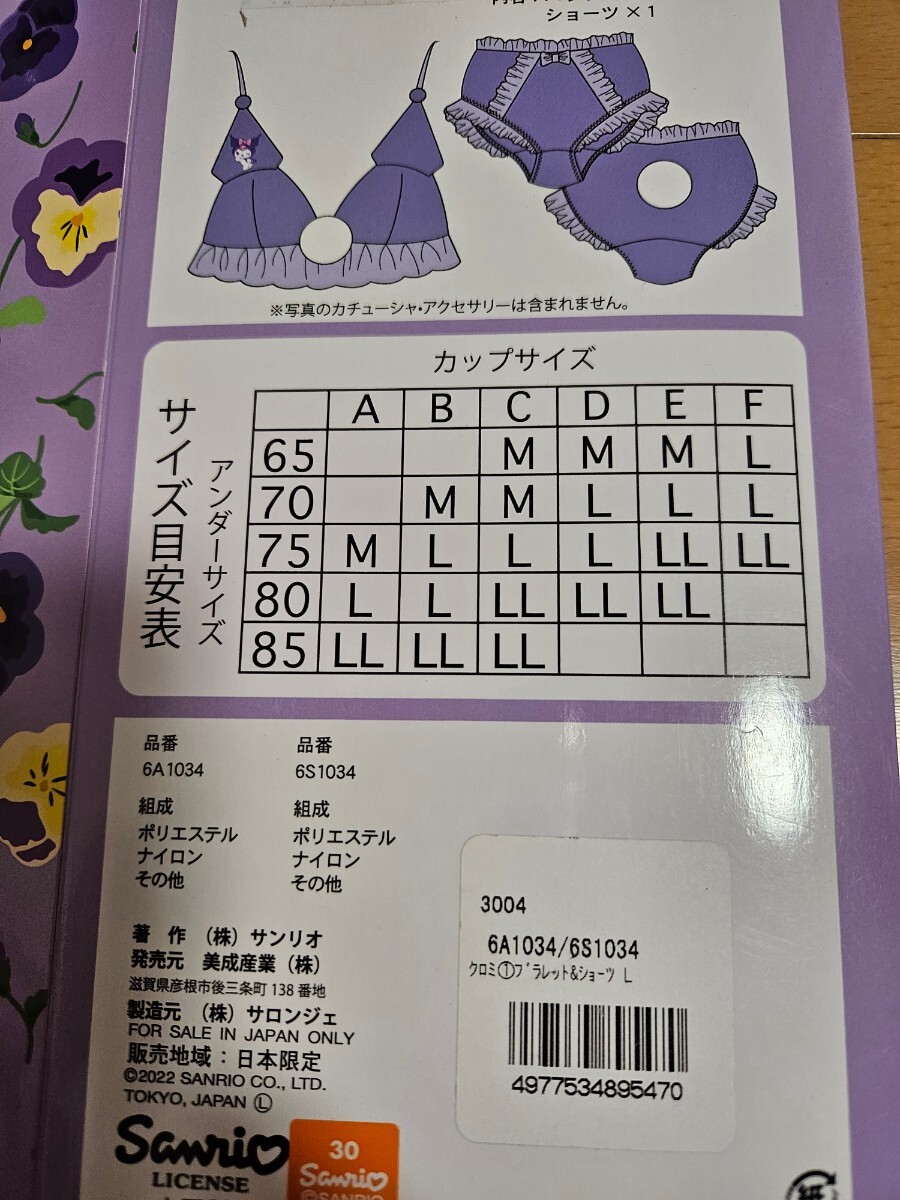 ショーツ×1
※写真のカチューシャ・アクセサリーは含まれません。
サイズ目安表
カップサイズ
アンダーサイズ
A B C D E F
65 M M M L
70 M M L L L
75 M L L L LL LL
80 L L LL LL LL
85 LL LL LL
品番
6A1034
組成
ポリエステル
ナイロン
その他
品番
6S1034
組成
ポリエステル
ナイロン
その他
著 作 (株)サンリオ
発売元 美成産業(株)
滋賀県彦根市後三条町138番地
製造元 (株)サロンジェ
FOR SALE IN JAPAN ONLY
販売地域:日本限定
©2022 SANRIO CO., LTD.
TOKYO, JAPAN Ⓛ
Sanrio
LICENSE
30
Sanrio
©SANRIO
3004
6A1034/6S1034
クロミ①ブラレット&ショーツ L
4977534895470
紙